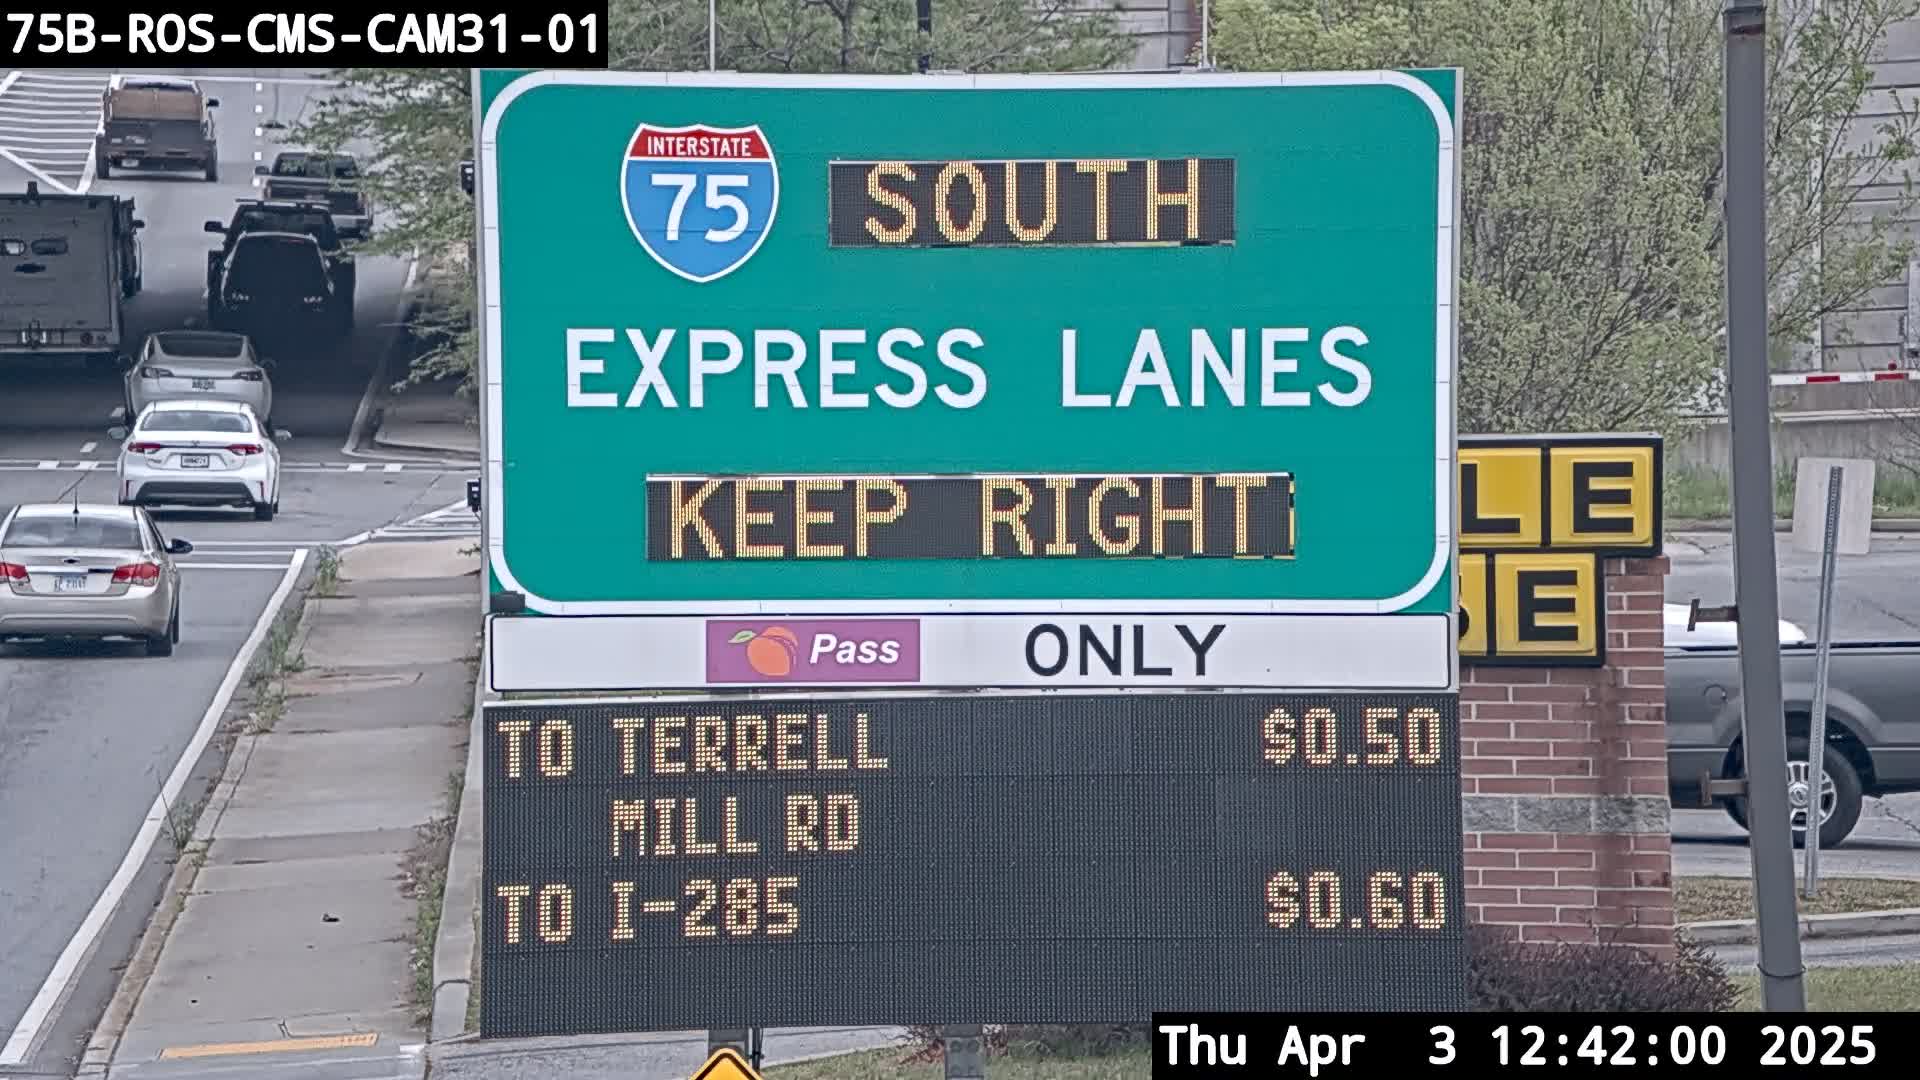 75B-ROS-CMS-CAM31-01
INTERSTATE
75
SOUTH
EXPRESS LANES
KEEP RIGHT
Pass ONLY
TO TERRELL $0.50
MILL RD
TO I-285 $0.60
LE
E
Thu Apr 3 12:42:00 2025